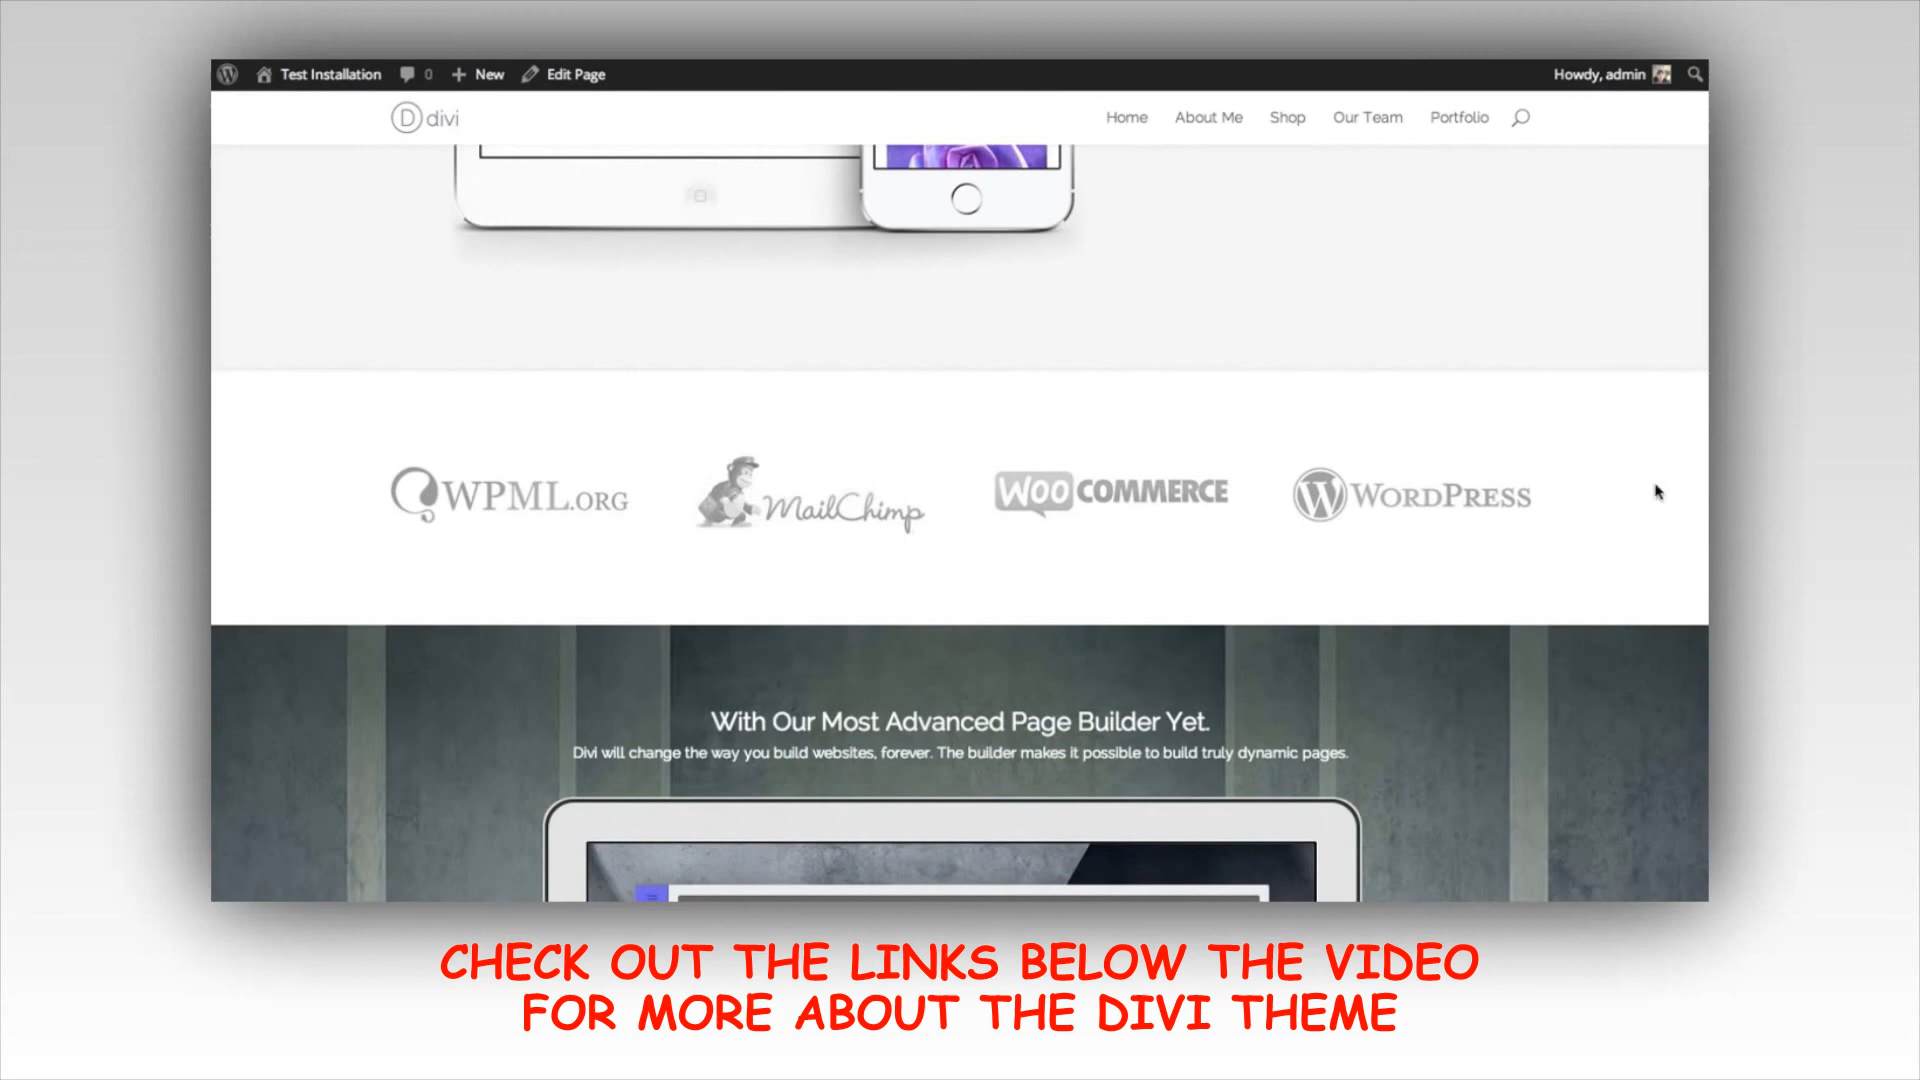 Test Installation 0 New Edit Page Howdy, admin
D divi Home About Me Shop Our Team Portfolio
WPML.ORG MailChimp WOO COMMERCE WORDPRESS
With Our Most Advanced Page Builder Yet.
Divi will change the way you build websites, forever. The builder makes it possible to build truly dynamic pages.
CHECK OUT THE LINKS BELOW THE VIDEO
FOR MORE ABOUT THE DIVI THEME